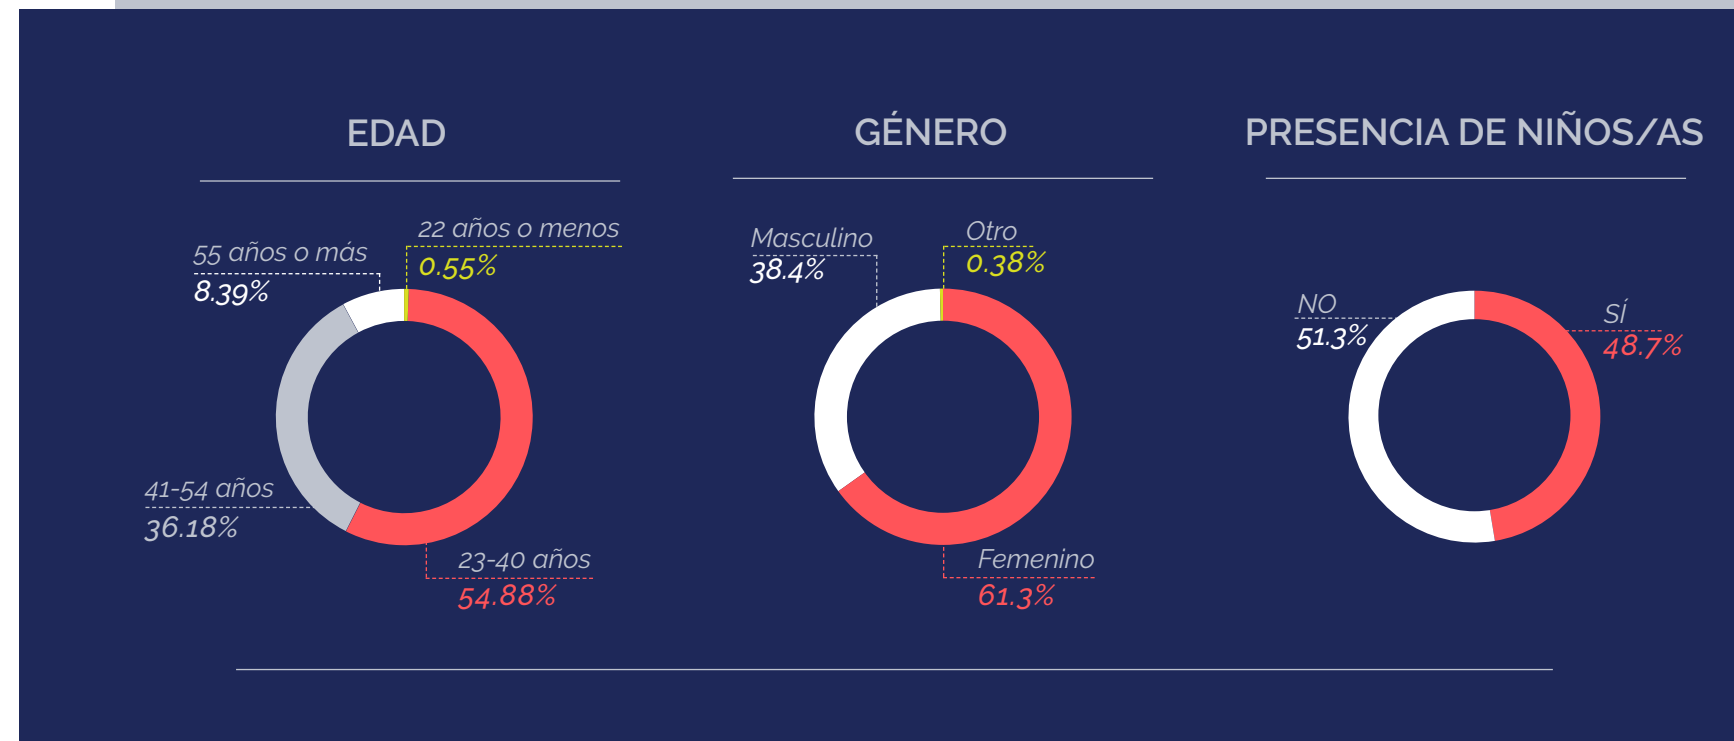 EDAD
22 años o menos
0.55%
55 años o más
8.39%
41-54 años
36.18%
23-40 años
54.88%
GÉNERO
Masculino
38.4%
Otro
0.38%
Femenino
61.3%
PRESENCIA DE NIÑOS/AS
NO
51.3%
SÍ
48.7%